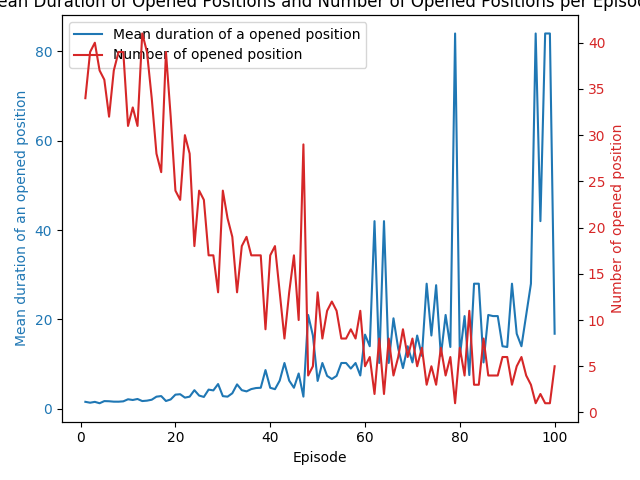 ean Duration of Opened Positions and Number of Opened Positions per Episo
Mean duration of a opened position
Number of opened position
Mean duration of an opened position
0
20
40
60
80
Number of opened position
0
5
10
15
20
25
30
35
40
0 20 40 60 80 100
Episode